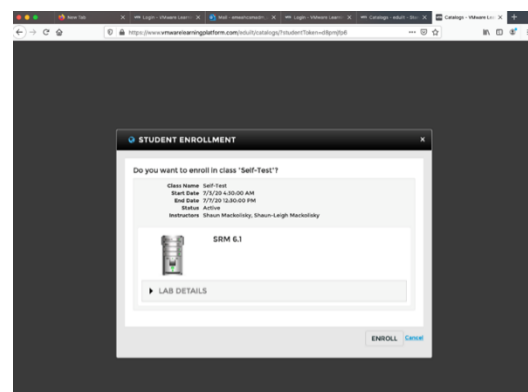 New Tab
Login - VMware Learn
Catalogs - VMware Le
https://www.vmwarelearningplatform.com/edu1t/catalogs/?studentToken=
STUDENT ENROLLMENT
Do you want to enroll in class "Self-Test"?
Class Name Self-Test
Start Date 7/3/20 4:30:00 AM
End Date 7/7/20 12:30:00 PM
Status Active
Instructors Shaun Mackolisky, Shaun-Leigh Mackolisky
SRM 6.1
LAB DETAILS
ENROLL Cancel